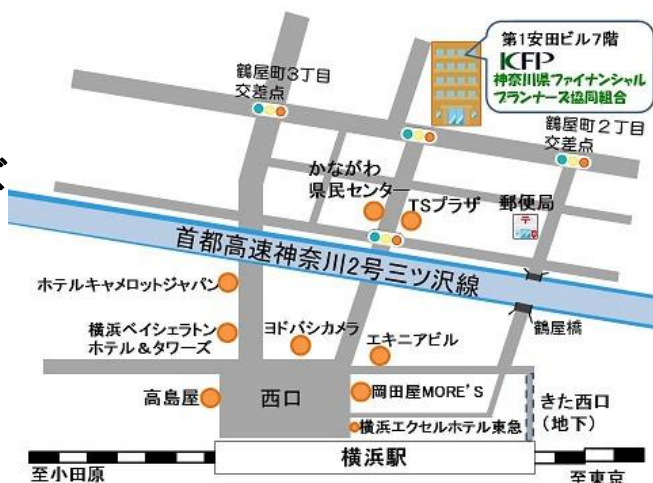 第1安田ビル7階
KFP
神奈川県ファイナンシャル
プランナーズ協同組合
鶴屋町3丁目
交差点
鶴屋町2丁目
交差点
かながわ
県民センター
TSプラザ
郵便局
〒
首都高速神奈川2号三ツ沢線
ホテルキャメロットジャパン
鶴屋橋
横浜ベイシェラトン
ホテル&タワーズ
ヨドバシカメラ
エキニアビル
高島屋
西口
岡田屋MORE'S
きた西口
(地下)
横浜エクセルホテル東急
横浜駅
至小田原
至東京